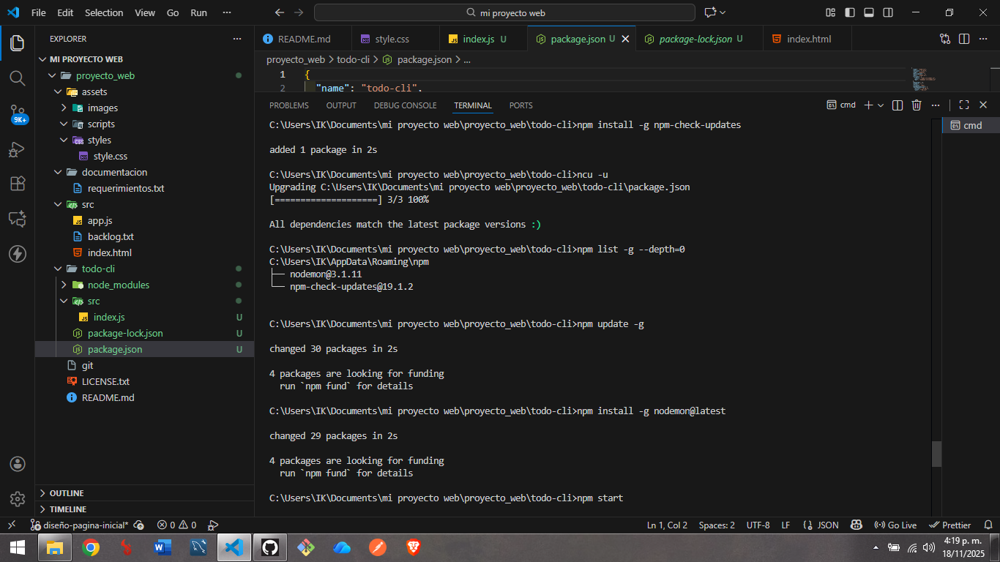 File Edit Selection View Go Run ··· mi proyecto web
EXPLORER ···
MI PROYECTO WEB
proyecto_web
assets
images
scripts
styles
style.css
documentacion
requerimientos.txt
src
app.js
backlog.txt
index.html
todo-cli
node_modules
src
index.js U
package-lock.json U
package.json U
git
LICENSE.txt
README.md
OUTLINE
TIMELINE
9K+
README.md style.css index.js U package.json U package-lock.json U index.html
proyecto_web > todo-cli > package.json > ...
1 {
2 "name": "todo-cli",
PROBLEMS OUTPUT DEBUG CONSOLE TERMINAL PORTS cmd
cmd
C:\Users\IK\Documents\mi proyecto web\proyecto_web\todo-cli>npm install -g npm-check-updates
added 1 package in 2s
C:\Users\IK\Documents\mi proyecto web\proyecto_web\todo-cli>ncu -u
Upgrading C:\Users\IK\Documents\mi proyecto web\proyecto_web\todo-cli\package.json
[====================] 3/3 100%
All dependencies match the latest package versions :)
C:\Users\IK\Documents\mi proyecto web\proyecto_web\todo-cli>npm list -g --depth=0
C:\Users\IK\AppData\Roaming\npm
├── nodemon@3.1.11
└── npm-check-updates@19.1.2
C:\Users\IK\Documents\mi proyecto web\proyecto_web\todo-cli>npm update -g
changed 30 packages in 2s
4 packages are looking for funding
run `npm fund` for details
C:\Users\IK\Documents\mi proyecto web\proyecto_web\todo-cli>npm install -g nodemon@latest
changed 29 packages in 2s
4 packages are looking for funding
run `npm fund` for details
C:\Users\IK\Documents\mi proyecto web\proyecto_web\todo-cli>npm start
diseño-pagina-inicial* 0 0 Ln 1, Col 2 Spaces: 2 UTF-8 LF {} JSON Go Live Prettier
4:19 p. m.
18/11/2025